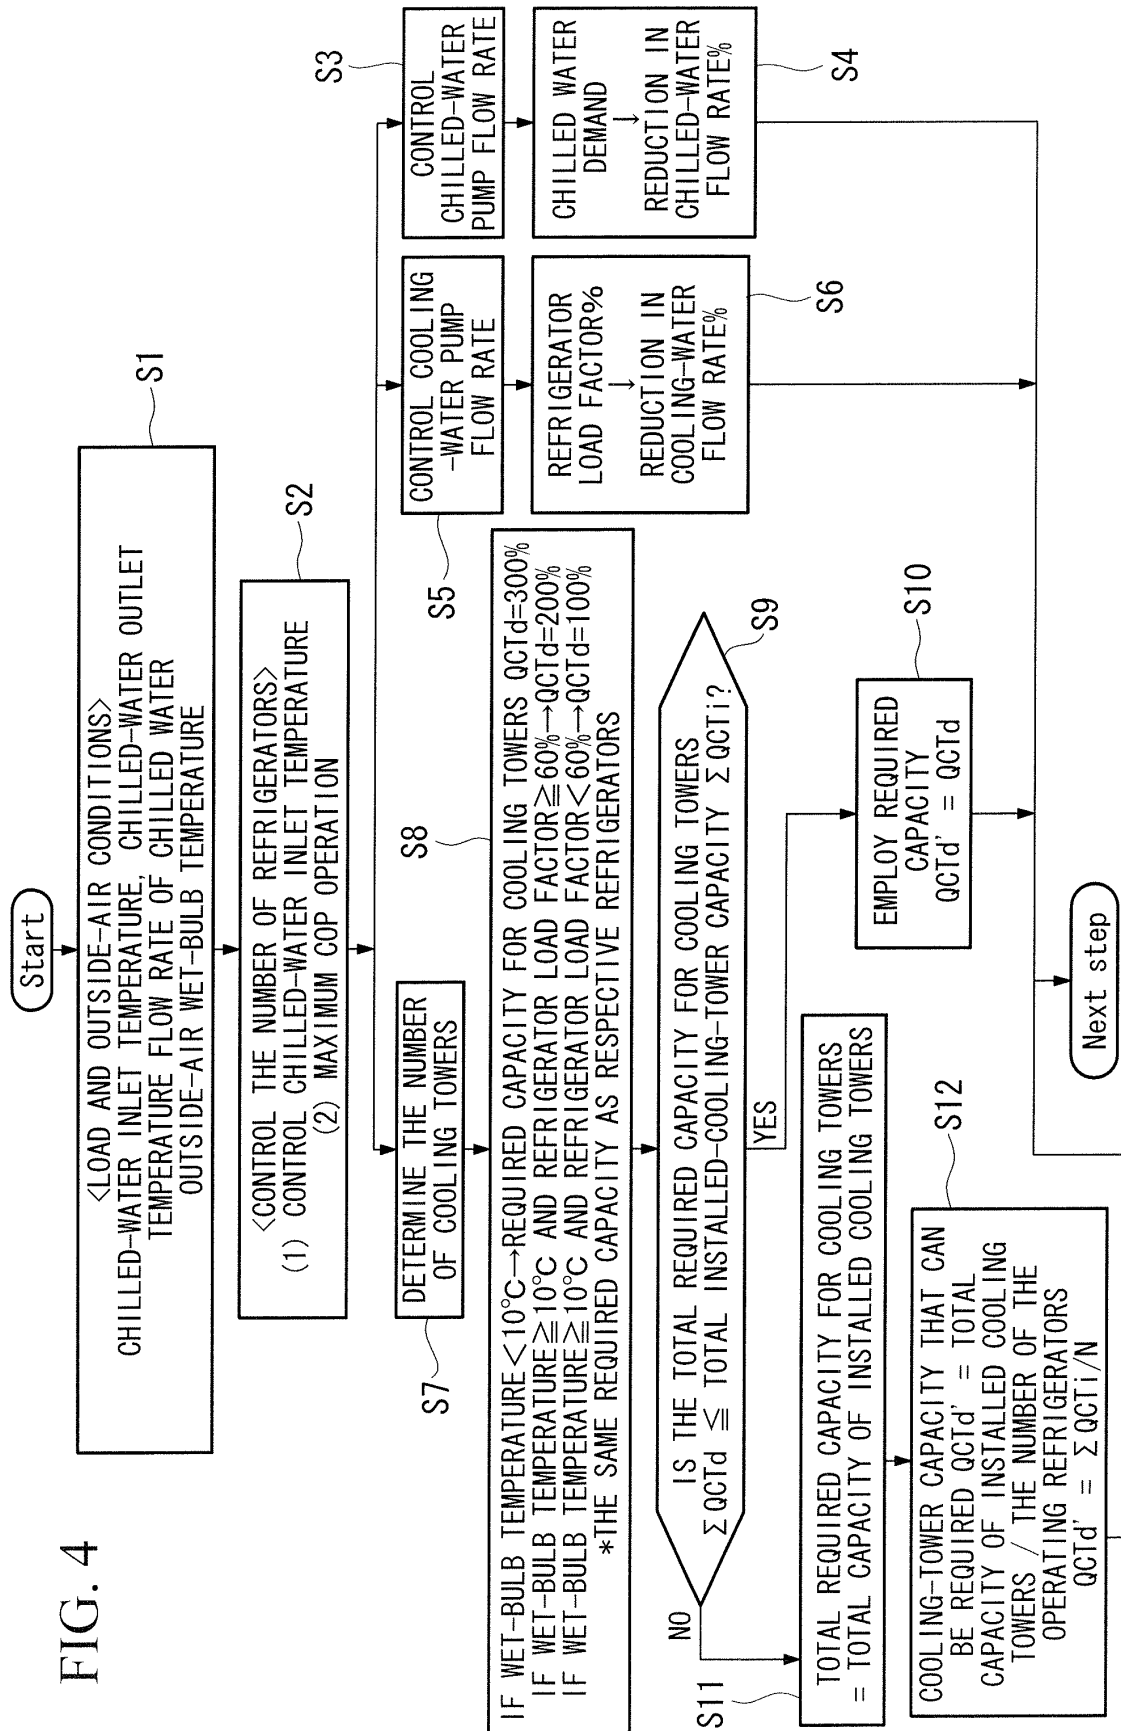 FIG. 4
Start
<LOAD AND OUTSIDE-AIR CONDITIONS>
CHILLED-WATER INLET TEMPERATURE, CHILLED-WATER OUTLET
TEMPERATURE FLOW RATE OF CHILLED WATER
OUTSIDE-AIR WET-BULB TEMPERATURE
S1
<CONTROL THE NUMBER OF REFRIGERATORS>
(1) CONTROL CHILLED-WATER INLET TEMPERATURE
(2) MAXIMUM COP OPERATION
S2
S7
DETERMINE THE NUMBER
OF COOLING TOWERS
S5
CONTROL COOLING
-WATER PUMP
FLOW RATE
S3
CONTROL
CHILLED-WATER
PUMP FLOW RATE
S8
IF WET-BULB TEMPERATURE<10℃→REQUIRED CAPACITY FOR COOLING TOWERS QCTd=300%
IF WET-BULB TEMPERATURE≧10℃ AND REFRIGERATOR LOAD FACTOR≧60%→QCTd=200%
IF WET-BULB TEMPERATURE≧10℃ AND REFRIGERATOR LOAD FACTOR<60%→QCTd=100%
*THE SAME REQUIRED CAPACITY AS RESPECTIVE REFRIGERATORS
REFRIGERATOR
LOAD FACTOR%
↓
REDUCTION IN
COOLING-WATER
FLOW RATE%
S6
CHILLED WATER
DEMAND
↓
REDUCTION IN
CHILLED-WATER
FLOW RATE%
S4
IS THE TOTAL REQUIRED CAPACITY FOR COOLING TOWERS
ΣQCTd ≦ TOTAL INSTALLED-COOLING-TOWER CAPACITY ΣQCTi?
S9
NO
YES
S11
TOTAL REQUIRED CAPACITY FOR COOLING TOWERS
= TOTAL CAPACITY OF INSTALLED COOLING TOWERS
EMPLOY REQUIRED
CAPACITY
QCTd' = QCTd
S10
COOLING-TOWER CAPACITY THAT CAN
BE REQUIRED QCTd' = TOTAL
CAPACITY OF INSTALLED COOLING
TOWERS / THE NUMBER OF THE
OPERATING REFRIGERATORS
QCTd' = ΣQCTi/N
S12
Next step